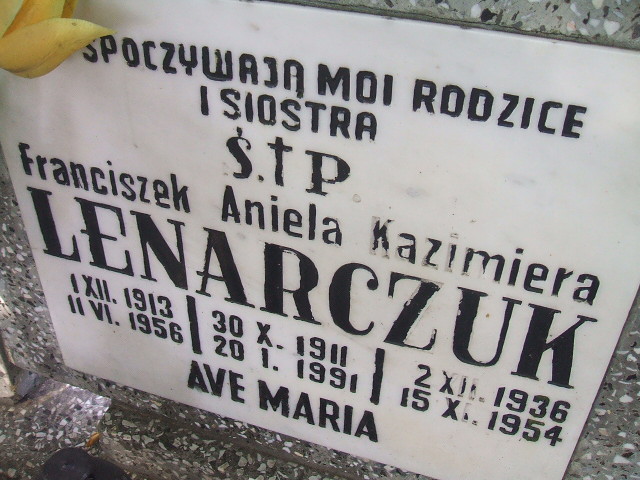 SPOCZYWAJĄ MOI RODZICE
I SIOSTRA
Ś.†P
Franciszek Aniela Kazimiera
LENARCZUK
1 XII. 1913 30 X. 1911 2 XII. 1936
11 VI. 1956 20 I. 1991 15 XI. 1954
AVE MARIA